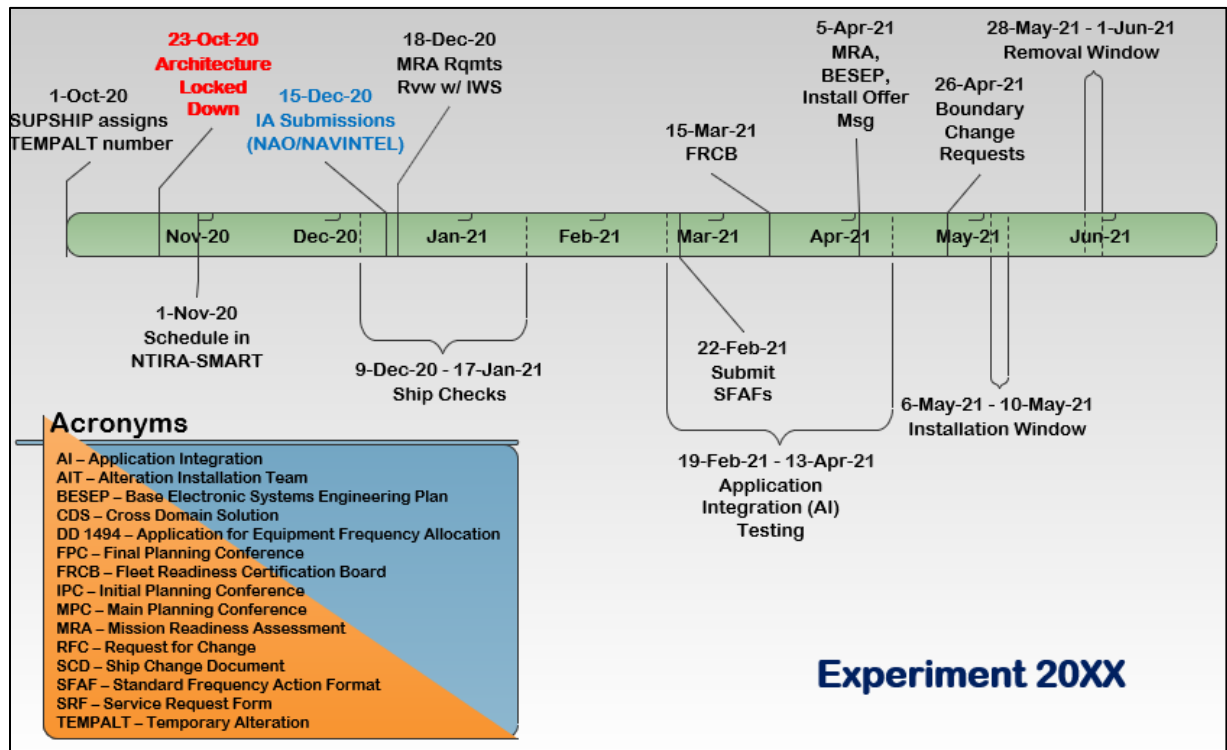 1-Oct-20
SUPSHIP assigns
TEMPALT number
23-Oct-20
Architecture
Locked
Down
15-Dec-20
IA Submissions
(NAO/NAVINTEL)
18-Dec-20
MRA Rqmts
Rvw w/ IWS
15-Mar-21
FRCB
5-Apr-21
MRA,
BESEP,
Install Offer
Msg
26-Apr-21
Boundary
Change
Requests
28-May-21 - 1-Jun-21
Removal Window
Nov-20
Dec-20
Jan-21
Feb-21
Mar-21
Apr-21
May-21
Jun-21
1-Nov-20
Schedule in
NTIRA-SMART
9-Dec-20 - 17-Jan-21
Ship Checks
22-Feb-21
Submit
SFAFs
19-Feb-21 - 13-Apr-21
Application
Integration (AI)
Testing
6-May-21 - 10-May-21
Installation Window
Acronyms
AI – Application Integration
AIT – Alteration Installation Team
BESEP – Base Electronic Systems Engineering Plan
CDS – Cross Domain Solution
DD 1494 – Application for Equipment Frequency Allocation
FPC – Final Planning Conference
FRCB – Fleet Readiness Certification Board
IPC – Initial Planning Conference
MPC – Main Planning Conference
MRA – Mission Readiness Assessment
RFC – Request for Change
SCD – Ship Change Document
SFAF – Standard Frequency Action Format
SRF – Service Request Form
TEMPALT – Temporary Alteration
Experiment 20XX